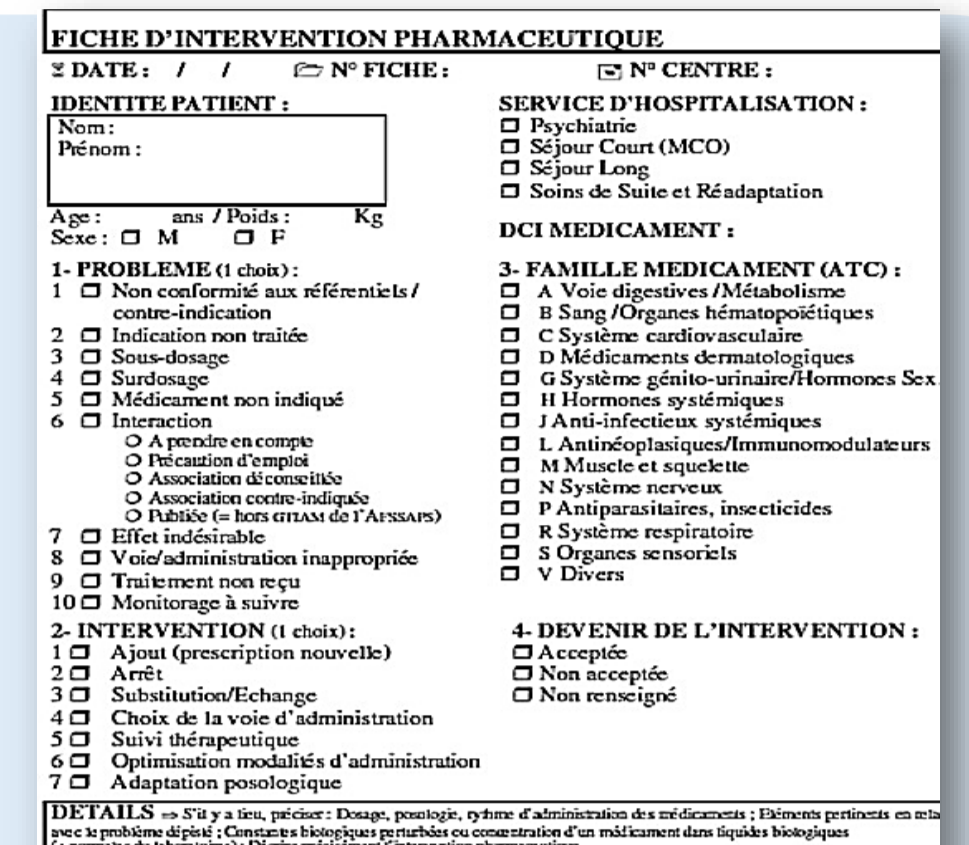 FICHE D'INTERVENTION PHARMACEUTIQUE
DATE : / / N° FICHE : N° CENTRE :
IDENTITE PATIENT :
Nom :
Prénom :
Age : ans / Poids : Kg
Sexe : M F
SERVICE D'HOSPITALISATION :
Psychiatrie
Séjour Court (MCO)
Séjour Long
Soins de Suite et Réadaptation
DCI MEDICAMENT :
1- PROBLEME (1 choix) :
1 Non conformité aux référentiels /
contre-indication
2 Indication non traitée
3 Sous-dosage
4 Surdosage
5 Médicament non indiqué
6 Interaction
A prendre en compte
Précaution d'emploi
Association déconseillée
Association contre-indiquée
Publiée (= hors GTIAM de l'AFSSAPS)
7 Effet indésirable
8 Voie/administration inappropriée
9 Traitement non reçu
10 Monitorage à suivre
3- FAMILLE MEDICAMENT (ATC) :
A Voie digestives /Métabolisme
B Sang /Organes hématopoïétiques
C Système cardiovasculaire
D Médicaments dermatologiques
G Système génito-urinaire/Hormones Sex
H Hormones systémiques
J Anti-infectieux systémiques
L Antinéoplasiques/Immunomodulateurs
M Muscle et squelette
N Système nerveux
P Antiparasitaires, insecticides
R Système respiratoire
S Organes sensoriels
V Divers
2- INTERVENTION (1 choix) :
1 Ajout (prescription nouvelle)
2 Arrêt
3 Substitution/Echange
4 Choix de la voie d'administration
5 Suivi thérapeutique
6 Optimisation modalités d'administration
7 Adaptation posologique
4- DEVENIR DE L'INTERVENTION :
Acceptée
Non acceptée
Non renseigné
DETAILS ⇒ S'il y a lieu, préciser : Dosage, posologie, rythme d'administration des médicaments ; Eléments pertinents en rela
avec le problème dépisté ; Constantes biologiques perturbées ou concentration d'un médicament dans liquides biologiques